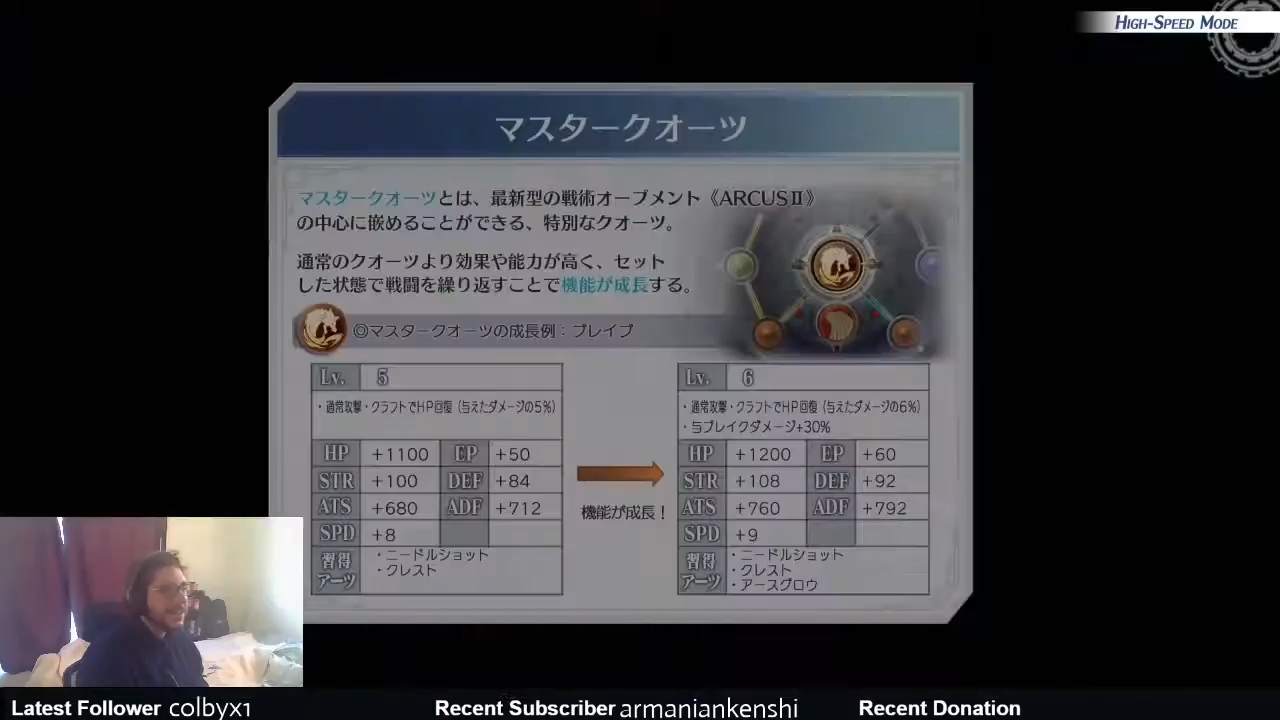 HIGH-SPEED MODE
マスタークオーツ
マスタークオーツとは、最新型の戦術オーブメント《ARCUSⅡ》
の中心に嵌めることができる、特別なクオーツ。
通常のクオーツより効果や能力が高く、セット
した状態で戦闘を繰り返すことで機能が成長する。
◎マスタークオーツの成長例：ブレイブ
Lv. 5
・通常攻撃・クラフトでHP回復（与えたダメージの5%）
HP +1100 EP +50
STR +100 DEF +84
ATS +680 ADF +712
SPD +8
習得アーツ
・ニードルショット
・クレスト
機能が成長！
Lv. 6
・通常攻撃・クラフトでHP回復（与えたダメージの6%）
・与ブレイクダメージ+30%
HP +1200 EP +60
STR +108 DEF +92
ATS +760 ADF +792
SPD +9
習得アーツ
・ニードルショット
・クレスト
・アースグロウ
Latest Follower colbyx1
Recent Subscriber armaniankenshi
Recent Donation